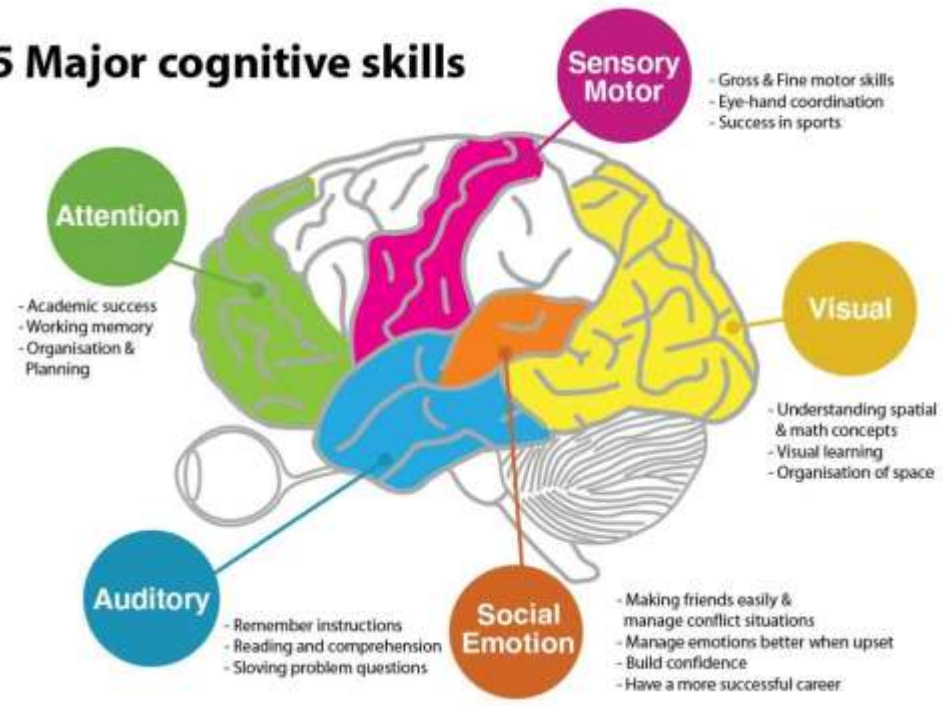 5 Major cognitive skills
Sensory
Motor
- Gross & Fine motor skills
- Eye-hand coordination
- Success in sports
Attention
- Academic success
- Working memory
- Organisation &
Planning
Visual
- Understanding spatial
& math concepts
- Visual learning
- Organisation of space
Auditory
- Remember instructions
- Reading and comprehension
- Sloving problem questions
Social
Emotion
- Making friends easily &
manage conflict situations
- Manage emotions better when upset
- Build confidence
- Have a more successful career